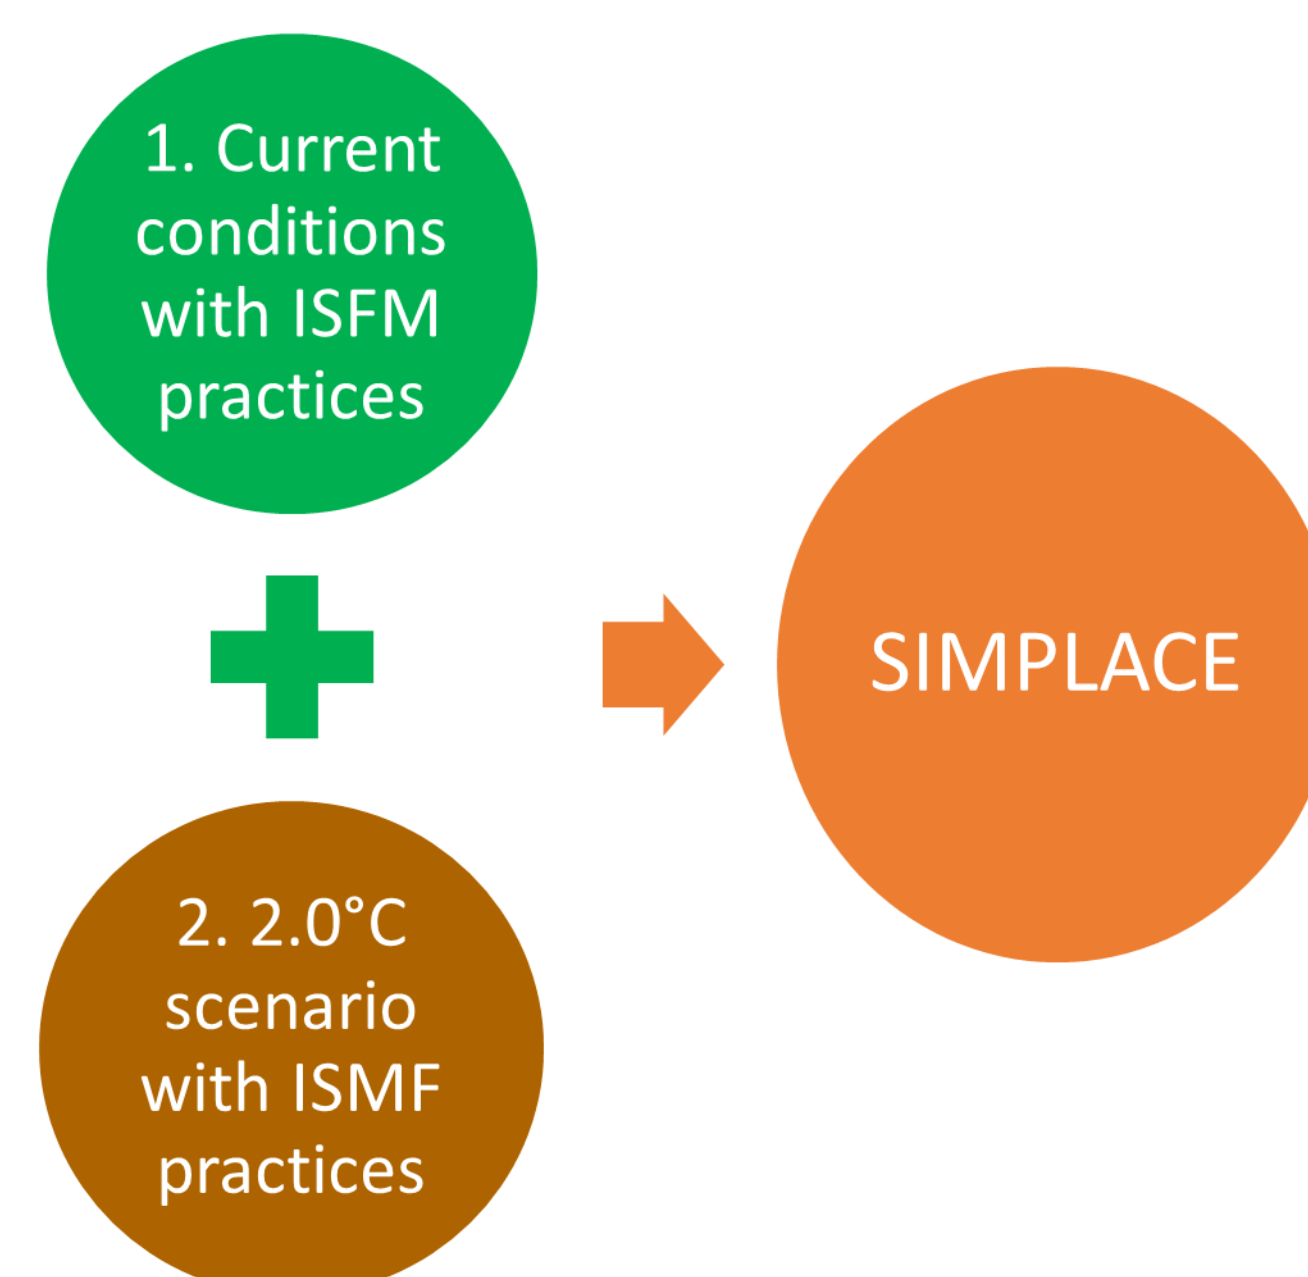 1. Current
conditions
with ISFM
practices
SIMPLACE
2. 2.0°C
scenario
with ISMF
practices